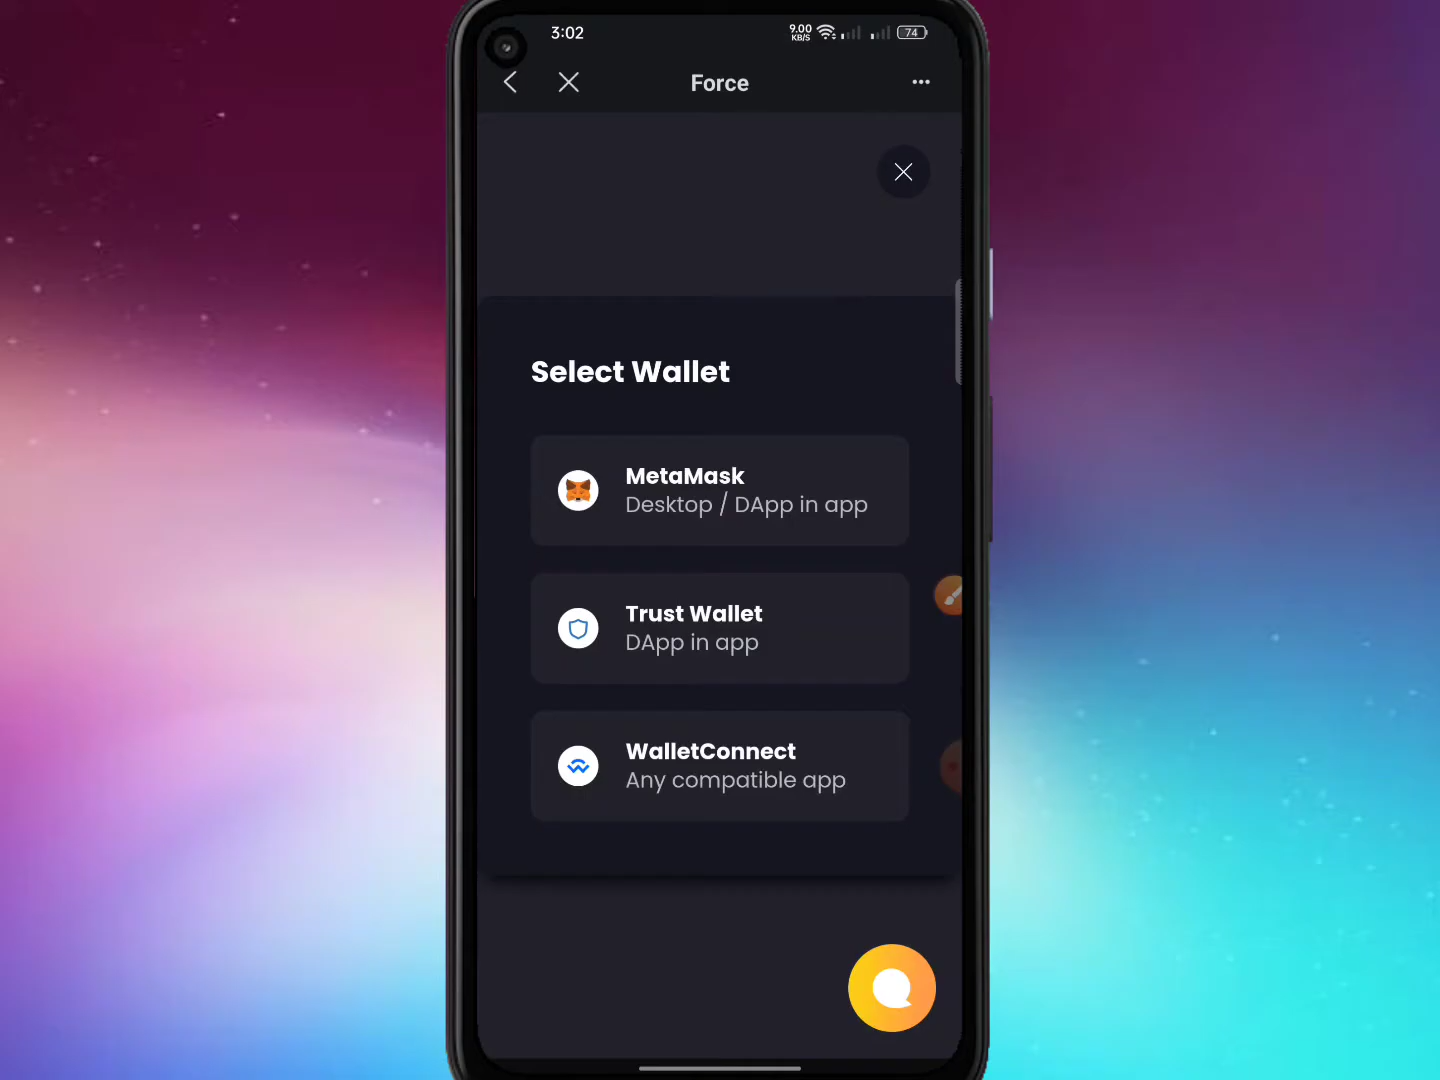 3:02
9.00
KB/S
74
Force
Select Wallet
MetaMask
Desktop / DApp in app
Trust Wallet
DApp in app
WalletConnect
Any compatible app